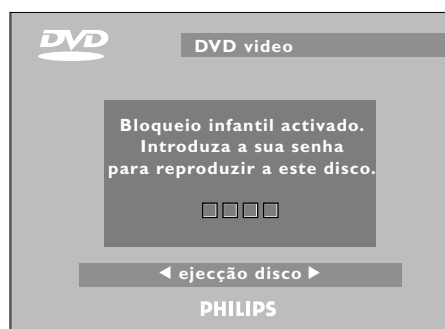 DVD
DVD video
Bloqueio infantil activado.
Introduza a sua senha
para reproduzir a este disco.
ejecção disco
PHILIPS